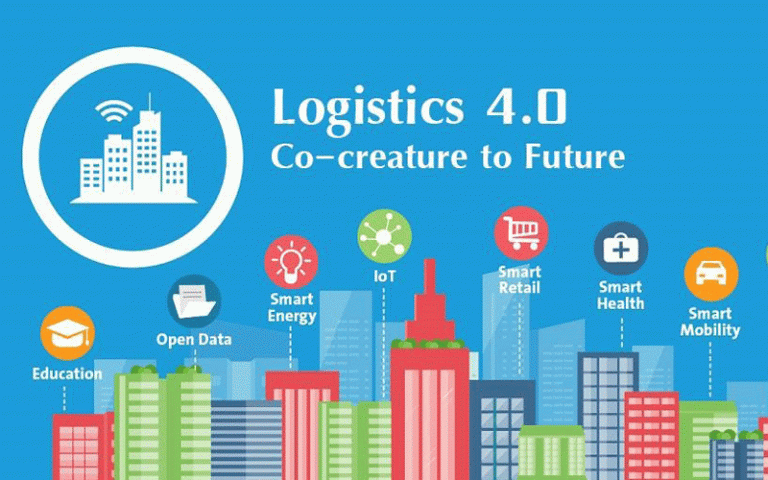 Logistics 4.0
Co-creature to Future
Education
Open Data
Smart
Energy
IoT
Smart
Retail
Smart
Health
Smart
Mobility